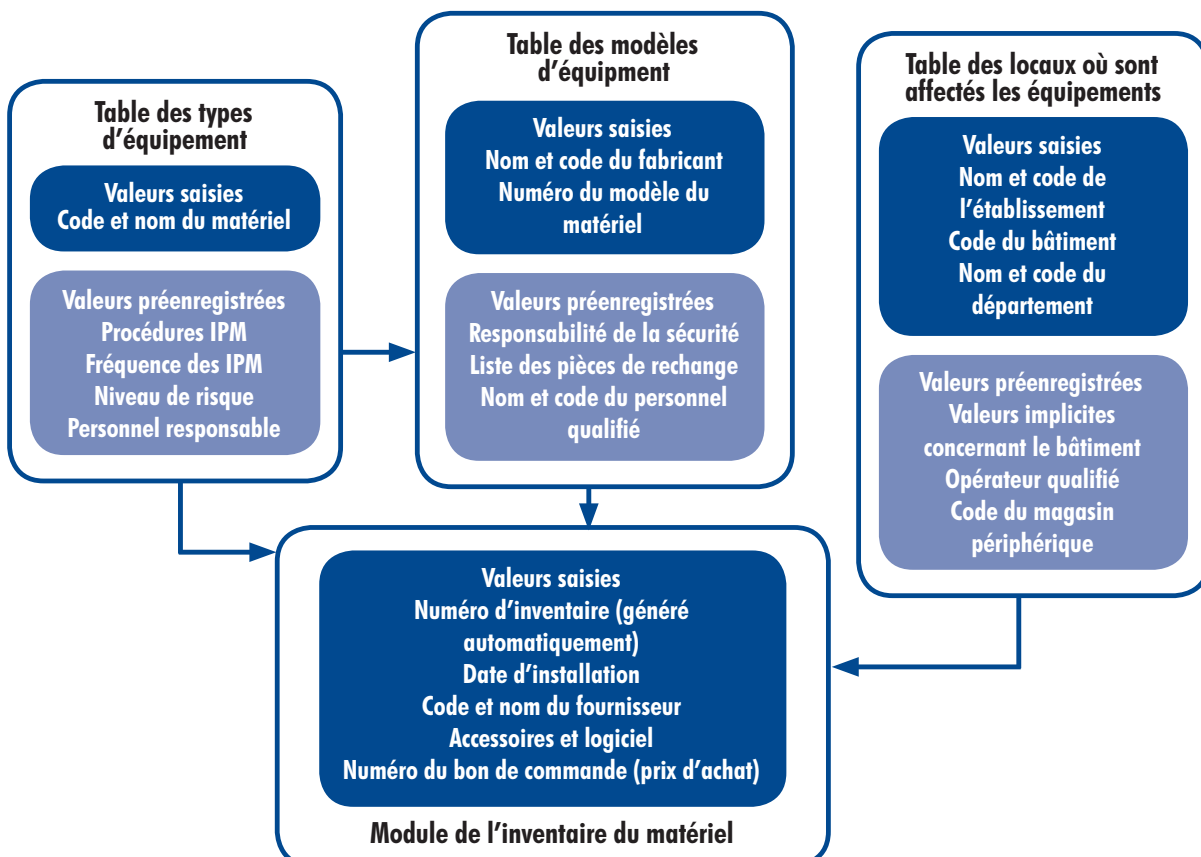 Table des types
d'équipement
Valeurs saisies
Code et nom du matériel
Valeurs préenregistrées
Procédures IPM
Fréquence des IPM
Niveau de risque
Personnel responsable
Table des modèles
d'équipment
Valeurs saisies
Nom et code du fabricant
Numéro du modèle du
matériel
Valeurs préenregistrées
Responsabilité de la sécurité
Liste des pièces de rechange
Nom et code du personnel
qualifié
Table des locaux où sont
affectés les équipements
Valeurs saisies
Nom et code de
l'établissement
Code du bâtiment
Nom et code du
département
Valeurs préenregistrées
Valeurs implicites
concernant le bâtiment
Opérateur qualifié
Code du magasin
périphérique
Valeurs saisies
Numéro d'inventaire (généré
automatiquement)
Date d'installation
Code et nom du fournisseur
Accessoires et logiciel
Numéro du bon de commande (prix d'achat)
Module de l'inventaire du matériel